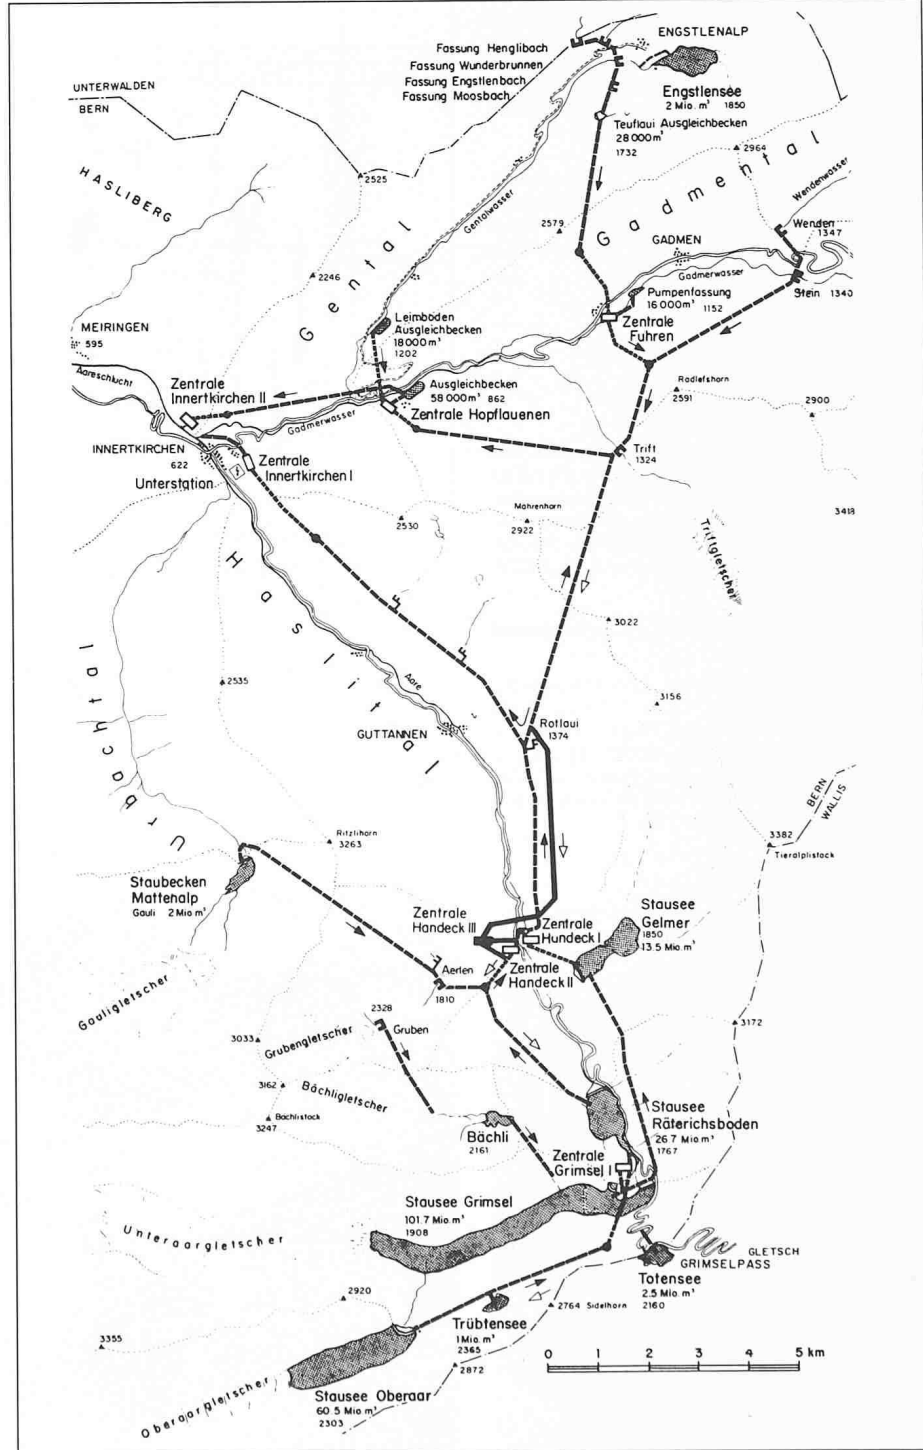 ENGSTLENALP
Fassung Henglibach
Fassung Wunderbrunnen
Fassung Engstlenbach
Fassung Moosbach
Engstlensee
2 Mio. m³ 1850
UNTERWALDEN
BERN
Teuflaui Ausgleichbecken
28 000 m³
1732
2964
HASLIBERG
2525
Gental
Gentalwasser
2579
Gadmental
Wendenwasser
Wenden
1347
GADMEN
Gadmerwasser
2246
Pumpenfassung
16 000 m³ 1152
Stein 1340
Zentrale
Fuhren
MEIRINGEN
595
Leimboden
Ausgleichbecken
18 000 m³
1202
Aareschlucht
Zentrale
Innertkirchen II
Ausgleichbecken
58 000 m³ 862
Radlefshorn
2591
2900
Gadmerwasser
Zentrale Hopflauenen
INNERTKIRCHEN
622
Unterstation
Zentrale
Innertkirchen I
Trift
1324
2530
Mährenhorn
2922
3418
Triftgletscher
Haslital
3022
Urbachtal
2535
Aare
3156
GUTTANNEN
Rotlaui
1374
BERN
WALLIS
Ritzlihorn
3263
3382
Tieralplistock
Staubecken
Mattenalp
Gauli 2 Mio. m³
Zentrale
Handeck III
Zentrale
Hundeck I
Stausee
Gelmer
1850
13.5 Mio. m³
Zentrale
Handeck II
Aerlen
1810
Gauligletscher
2328
Gruben
3033
Grubengletscher
3172
3162
Bächligletscher
Bächlistock
3247
Bächli
2161
Stausee
Räterichsboden
26.7 Mio. m³
1767
Zentrale
Grimsel I
Stausee Grimsel
101.7 Mio. m³
1908
Unteraargletscher
GLETSCH
GRIMSELPASS
Totensee
2.5 Mio. m³
2160
2920
2764 Sidelhorn
Trübtensee
1 Mio. m³
2365
2872
3355
0 1 2 3 5 km
Oberaargletscher
Stausee Oberaar
60.5 Mio. m³
2303